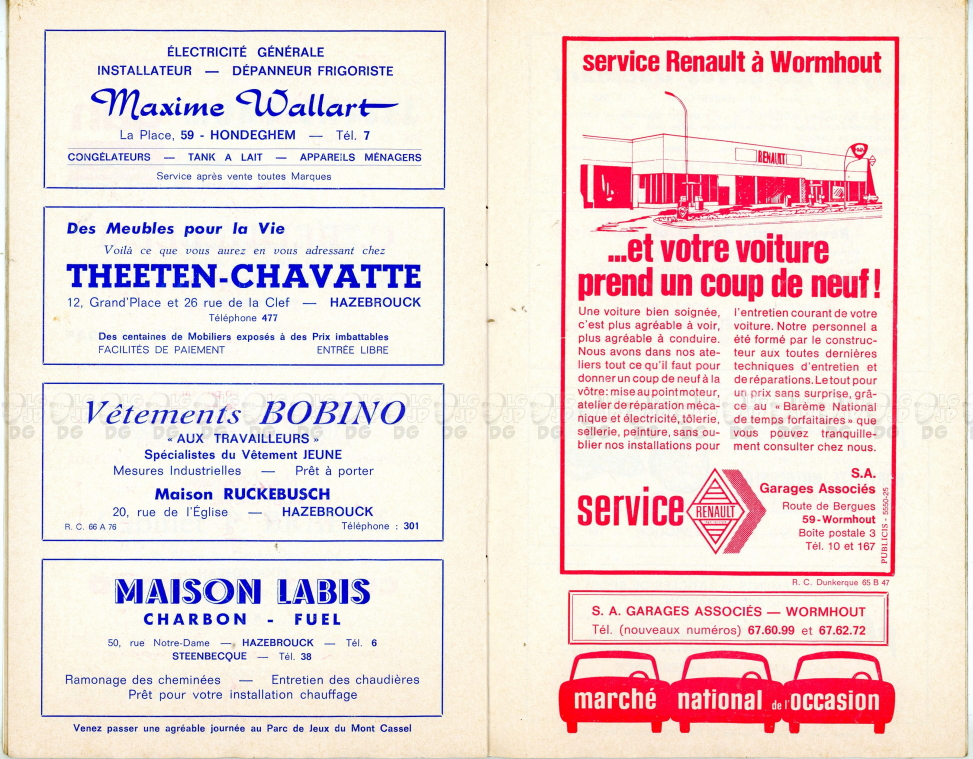 ÉLECTRICITÉ GÉNÉRALE
INSTALLATEUR — DÉPANNEUR FRIGORISTE
Maxime Wallart
La Place, 59 - HONDEGHEM — Tél. 7
CONGÉLATEURS — TANK A LAIT — APPAREILS MÉNAGERS
Service après vente toutes Marques
Des Meubles pour la Vie
Voilà ce que vous aurez en vous adressant chez
THEETEN-CHAVATTE
12, Grand'Place et 26 rue de la Clef — HAZEBROUCK
Téléphone 477
Des centaines de Mobiliers exposés à des Prix imbattables
FACILITÉS DE PAIEMENT ENTRÉE LIBRE
Vêtements BOBINO
« AUX TRAVAILLEURS »
Spécialistes du Vêtement JEUNE
Mesures Industrielles — Prêt à porter
Maison RUCKEBUSCH
20, rue de l'Église — HAZEBROUCK
R. C. 66 A 76 Téléphone : 301
MAISON LABIS
CHARBON - FUEL
50, rue Notre-Dame — HAZEBROUCK — Tél. 6
STEENBECQUE — Tél. 38
Ramonage des cheminées — Entretien des chaudières
Prêt pour votre installation chauffage
Venez passer une agréable journée au Parc de Jeux du Mont Cassel
service Renault à Wormhout
RENAULT
...et votre voiture
prend un coup de neuf !
Une voiture bien soignée,
c'est plus agréable à voir,
plus agréable à conduire.
Nous avons dans nos ate-
liers tout ce qu'il faut pour
donner un coup de neuf à la
vôtre: mise au point moteur,
atelier de réparation méca-
nique et électricité, tôlerie,
sellerie, peinture, sans ou-
blier nos installations pour
l'entretien courant de votre
voiture. Notre personnel a
été formé par le construc-
teur aux toutes dernières
techniques d'entretien et
de réparations. Le tout pour
un prix sans surprise, grâ-
ce au « Barème National
de temps forfaitaires » que
vous pouvez tranquille-
ment consulter chez nous.
service
RENAULT
S.A.
Garages Associés
Route de Bergues
59-Wormhout
Boîte postale 3
Tél. 10 et 167
PUBLICIS - 5550-25
R. C. Dunkerque 65 B 47
S. A. GARAGES ASSOCIÉS — WORMHOUT
Tél. (nouveaux numéros) 67.60.99 et 67.62.72
marché national de l'occasion